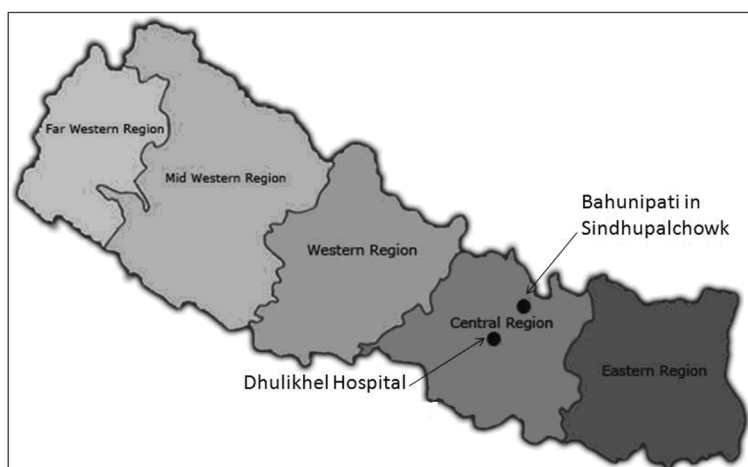 Far Western Region
Mid Western Region
Bahunipati in
Sindhupalchowk
Western Region
Central Region
Eastern Region
Dhulikhel Hospital